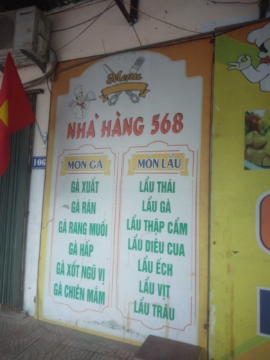 Menu
NHÀ HÀNG 568
106
MÓN GÀ
GÀ XUẤT
GÀ RÁN
GÀ RANG MUỐI
GÀ HẤP
GÀ XỐT NGŨ VỊ
GÀ CHIÊN MẮM
MÓN LẨU
LẨU THÁI
LẨU GÀ
LẨU THẬP CẨM
LẨU DIÊU CUA
LẨU ẾCH
LẨU VỊT
LẨU TRÂU